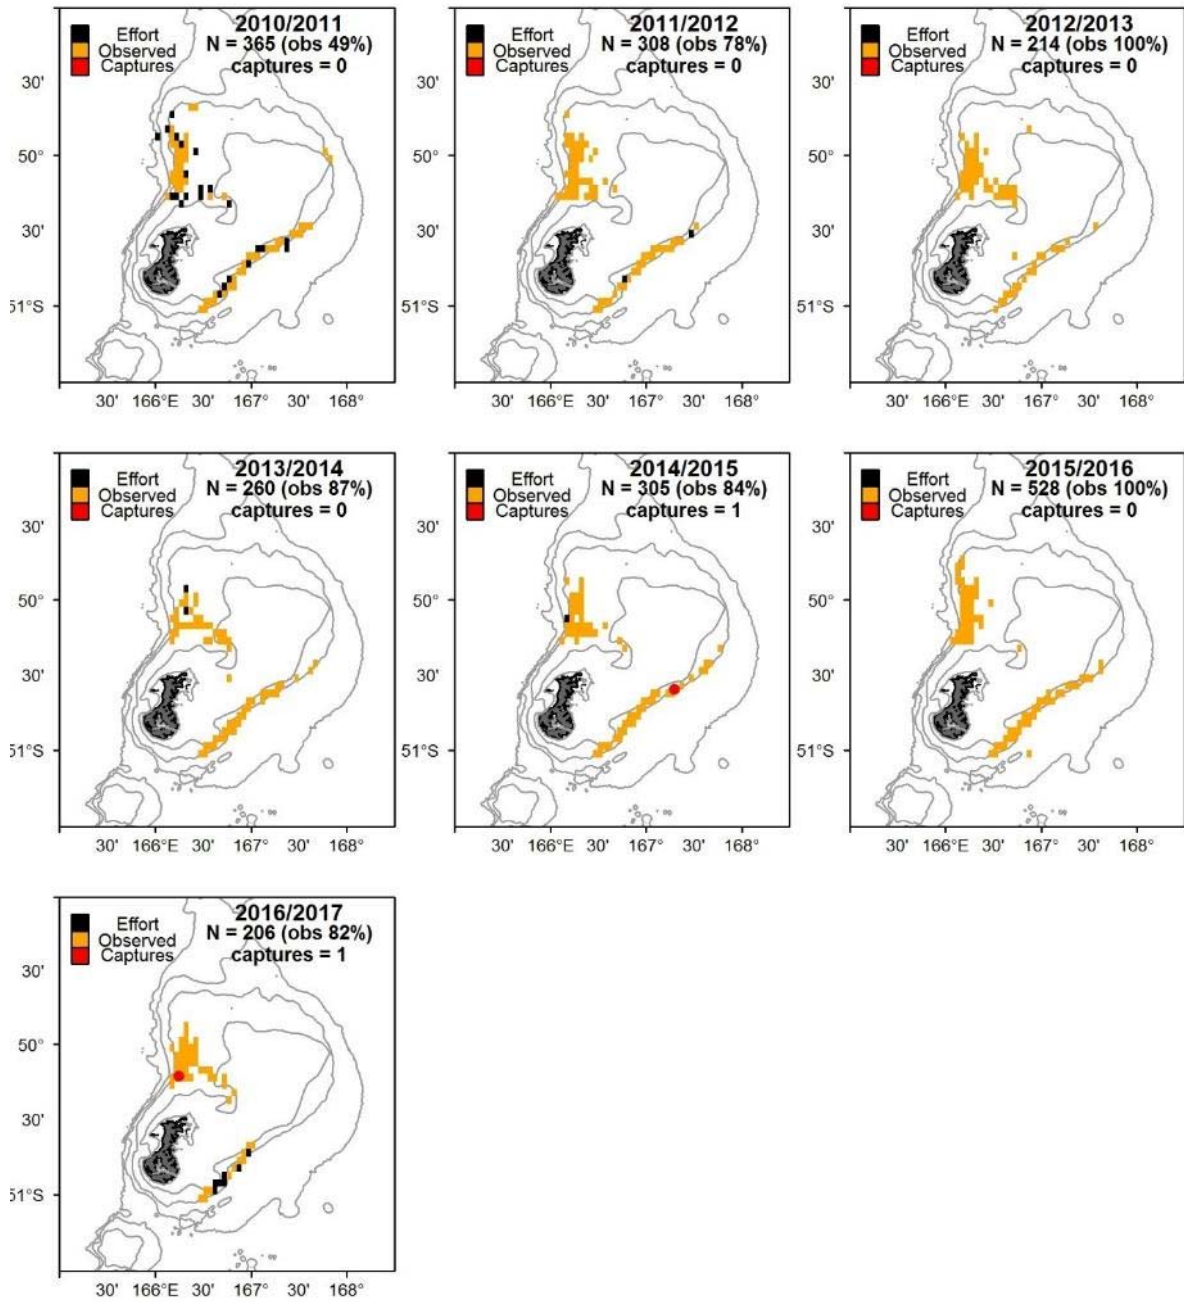 2010/2011
Effort N = 365 (obs 49%)
Observed
Captures captures = 0
30'
50°
30'
51°S
30' 166°E 30' 167° 30' 168°
2011/2012
Effort N = 308 (obs 78%)
Observed
Captures captures = 0
30'
50°
30'
51°S
30' 166°E 30' 167° 30' 168°
2012/2013
Effort N = 214 (obs 100%)
Observed
Captures captures = 0
30'
50°
30'
51°S
30' 166°E 30' 167° 30' 168°
2013/2014
Effort N = 260 (obs 87%)
Observed
Captures captures = 0
30'
50°
30'
51°S
30' 166°E 30' 167° 30' 168°
2014/2015
Effort N = 305 (obs 84%)
Observed
Captures captures = 1
30'
50°
30'
51°S
30' 166°E 30' 167° 30' 168°
2015/2016
Effort N = 528 (obs 100%)
Observed
Captures captures = 0
30'
50°
30'
51°S
30' 166°E 30' 167° 30' 168°
2016/2017
Effort N = 206 (obs 82%)
Observed
Captures captures = 1
30'
50°
30'
51°S
30' 166°E 30' 167° 30' 168°